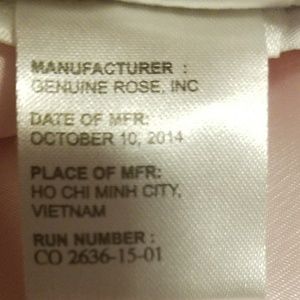 MANUFACTURER :
GENUINE ROSE, INC
DATE OF MFR:
OCTOBER 10, 2014
PLACE OF MFR:
HO CHI MINH CITY,
VIETNAM
RUN NUMBER :
CO 2636-15-01